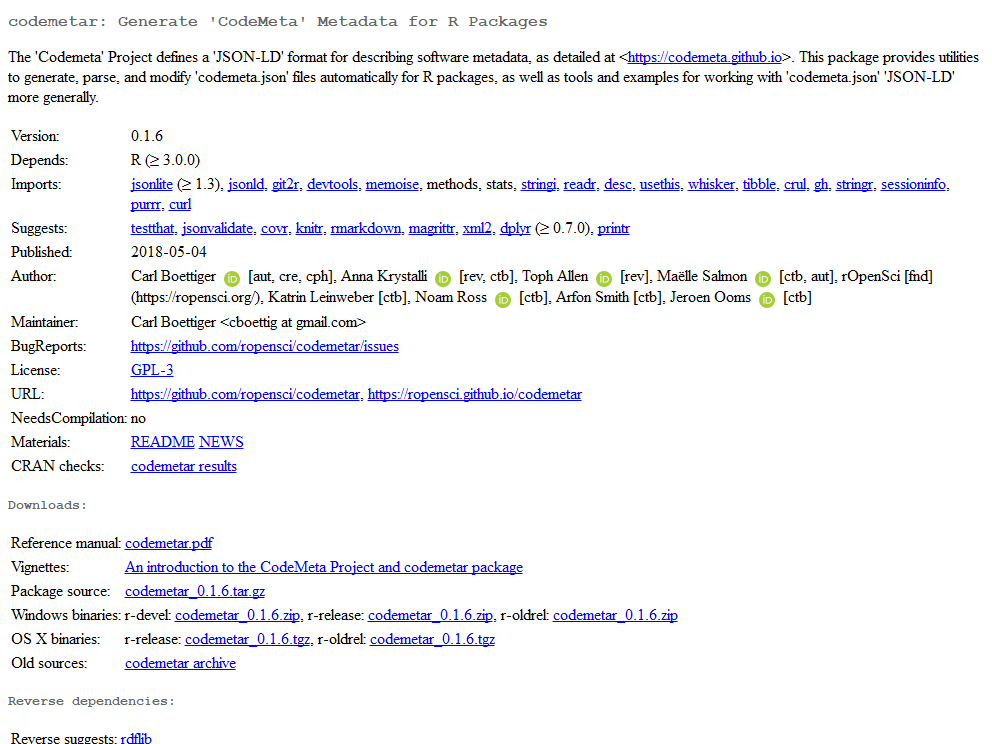 codemetar: Generate 'CodeMeta' Metadata for R Packages
The 'Codemeta' Project defines a 'JSON-LD' format for describing software metadata, as detailed at <https://codemeta.github.io>. This package provides utilities
to generate, parse, and modify 'codemeta.json' files automatically for R packages, as well as tools and examples for working with 'codemeta.json' 'JSON-LD'
more generally.
Version: 0.1.6
Depends: R (≥ 3.0.0)
Imports: jsonlite (≥ 1.3), jsonld, git2r, devtools, memoise, methods, stats, stringi, readr, desc, usethis, whisker, tibble, crul, gh, stringr, sessioninfo,
purrr, curl
Suggests: testthat, jsonvalidate, covr, knitr, rmarkdown, magrittr, xml2, dplyr (≥ 0.7.0), printr
Published: 2018-05-04
Author: Carl Boettiger iD [aut, cre, cph], Anna Krystalli iD [rev, ctb], Toph Allen iD [rev], Maëlle Salmon iD [ctb, aut], rOpenSci [fnd]
(https://ropensci.org/), Katrin Leinweber [ctb], Noam Ross iD [ctb], Arfon Smith [ctb], Jeroen Ooms iD [ctb]
Maintainer: Carl Boettiger <cboettig at gmail.com>
BugReports: https://github.com/ropensci/codemetar/issues
License: GPL-3
URL: https://github.com/ropensci/codemetar, https://ropensci.github.io/codemetar
NeedsCompilation: no
Materials: README NEWS
CRAN checks: codemetar results
Downloads:
Reference manual: codemetar.pdf
Vignettes: An introduction to the CodeMeta Project and codemetar package
Package source: codemetar_0.1.6.tar.gz
Windows binaries: r-devel: codemetar_0.1.6.zip, r-release: codemetar_0.1.6.zip, r-oldrel: codemetar_0.1.6.zip
OS X binaries: r-release: codemetar_0.1.6.tgz, r-oldrel: codemetar_0.1.6.tgz
Old sources: codemetar archive
Reverse dependencies:
Reverse suggests: rdflib